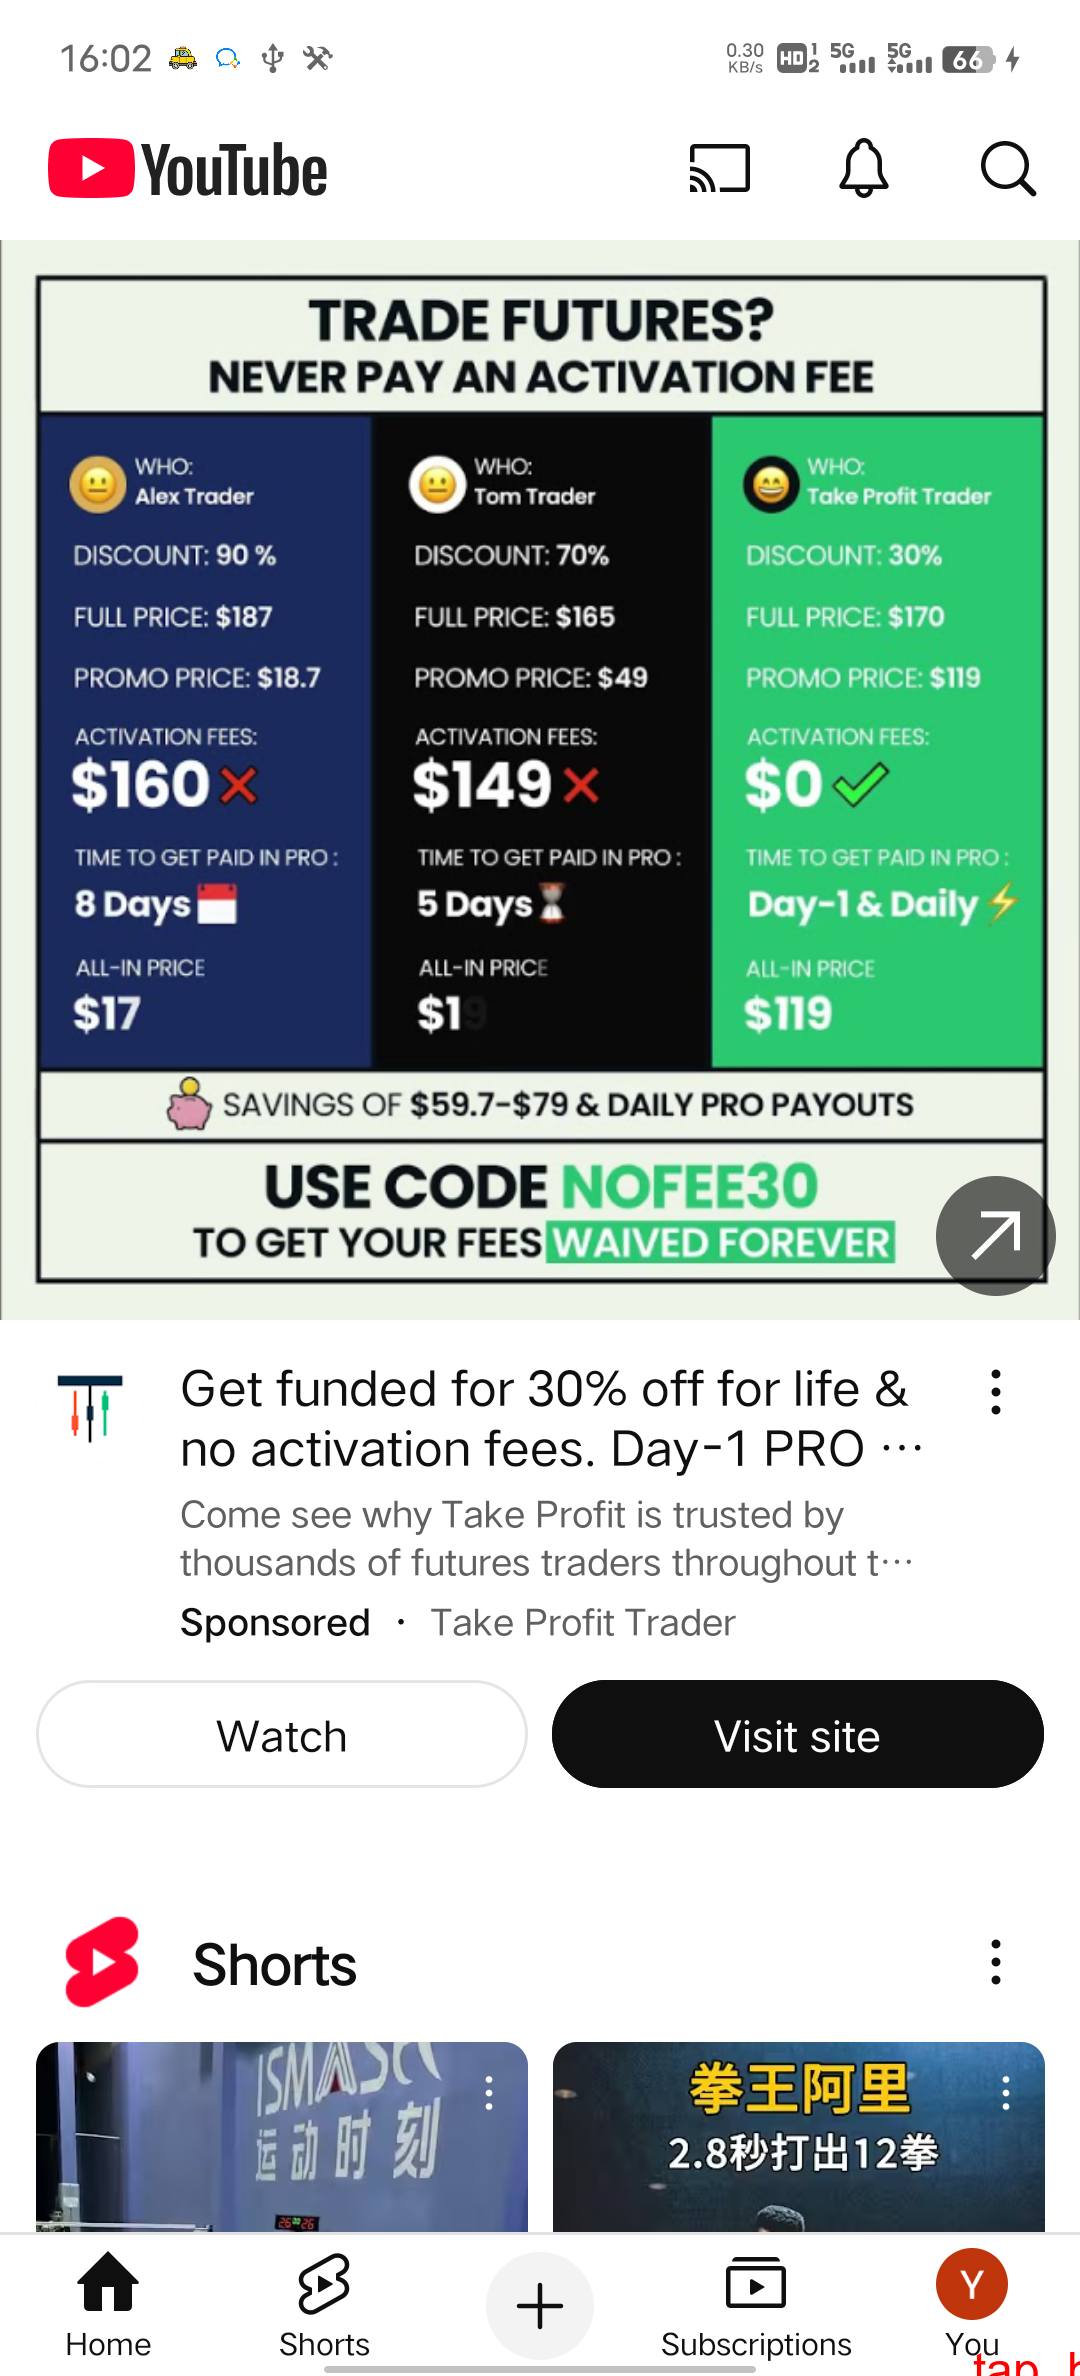 16:02
0.30 KB/s
HD 1 2
5G
5G
66
YouTube
TRADE FUTURES?
NEVER PAY AN ACTIVATION FEE
WHO:
Alex Trader
DISCOUNT: 90 %
FULL PRICE: $187
PROMO PRICE: $18.7
ACTIVATION FEES:
$160
TIME TO GET PAID IN PRO :
8 Days
ALL-IN PRICE
$17
WHO:
Tom Trader
DISCOUNT: 70%
FULL PRICE: $165
PROMO PRICE: $49
ACTIVATION FEES:
$149
TIME TO GET PAID IN PRO :
5 Days
ALL-IN PRICE
$19
WHO:
Take Profit Trader
DISCOUNT: 30%
FULL PRICE: $170
PROMO PRICE: $119
ACTIVATION FEES:
$0
TIME TO GET PAID IN PRO :
Day-1 & Daily
ALL-IN PRICE
$119
SAVINGS OF $59.7-$79 & DAILY PRO PAYOUTS
USE CODE NOFEE30
TO GET YOUR FEES WAIVED FOREVER
Get funded for 30% off for life &
no activation fees. Day-1 PRO ...
Come see why Take Profit is trusted by
thousands of futures traders throughout t...
Sponsored · Take Profit Trader
Watch
Visit site
Shorts
ISMASH
运动时刻
拳王阿里
2.8秒打出12拳
Home
Shorts
Subscriptions
Y
You